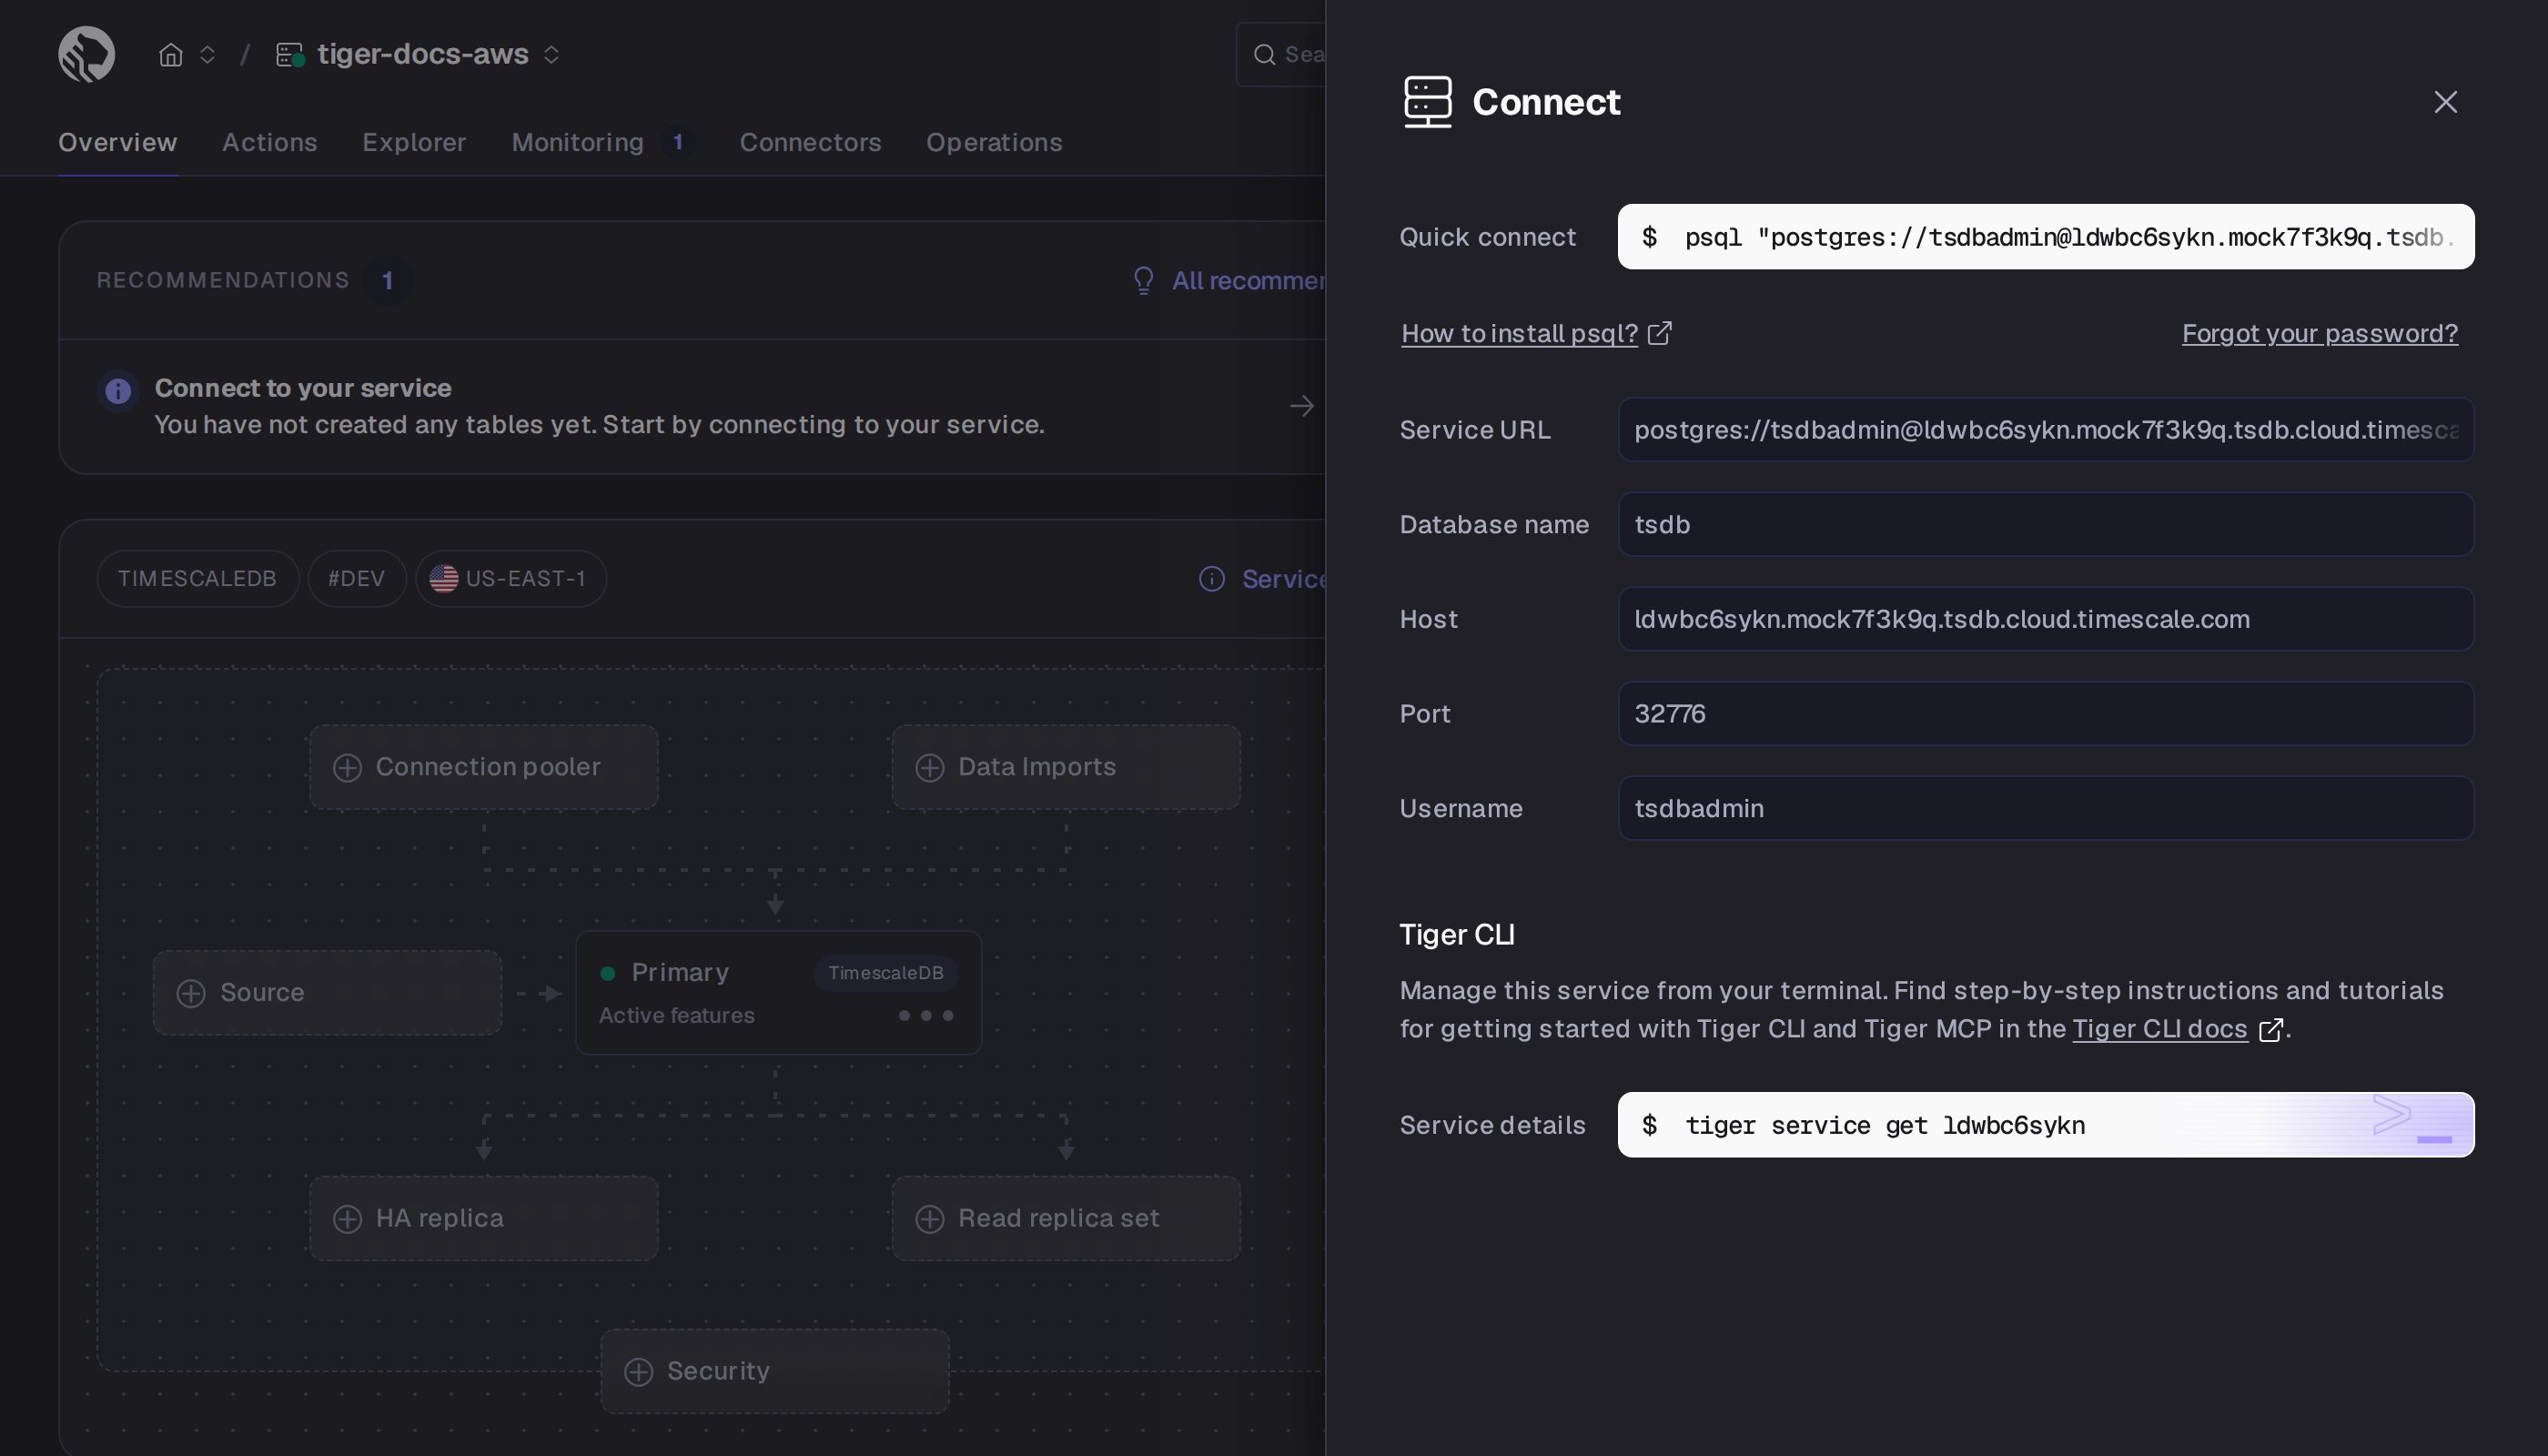 / tiger-docs-aws
Sea
Overview Actions Explorer Monitoring 1 Connectors Operations
RECOMMENDATIONS 1
All recommen
Connect to your service
You have not created any tables yet. Start by connecting to your service.
TIMESCALEDB #DEV US-EAST-1
Service
Connection pooler Data Imports
Source
Primary TimescaleDB
Active features
HA replica Read replica set
Security
Connect
Quick connect $ psql "postgres://tsdbadmin@ldwbc6sykn.mock7f3k9q.tsdb.
How to install psql? Forgot your password?
Service URL postgres://tsdbadmin@ldwbc6sykn.mock7f3k9q.tsdb.cloud.timesca
Database name tsdb
Host ldwbc6sykn.mock7f3k9q.tsdb.cloud.timescale.com
Port 32776
Username tsdbadmin
Tiger CLI
Manage this service from your terminal. Find step-by-step instructions and tutorials
for getting started with Tiger CLI and Tiger MCP in the Tiger CLI docs .
Service details $ tiger service get ldwbc6sykn